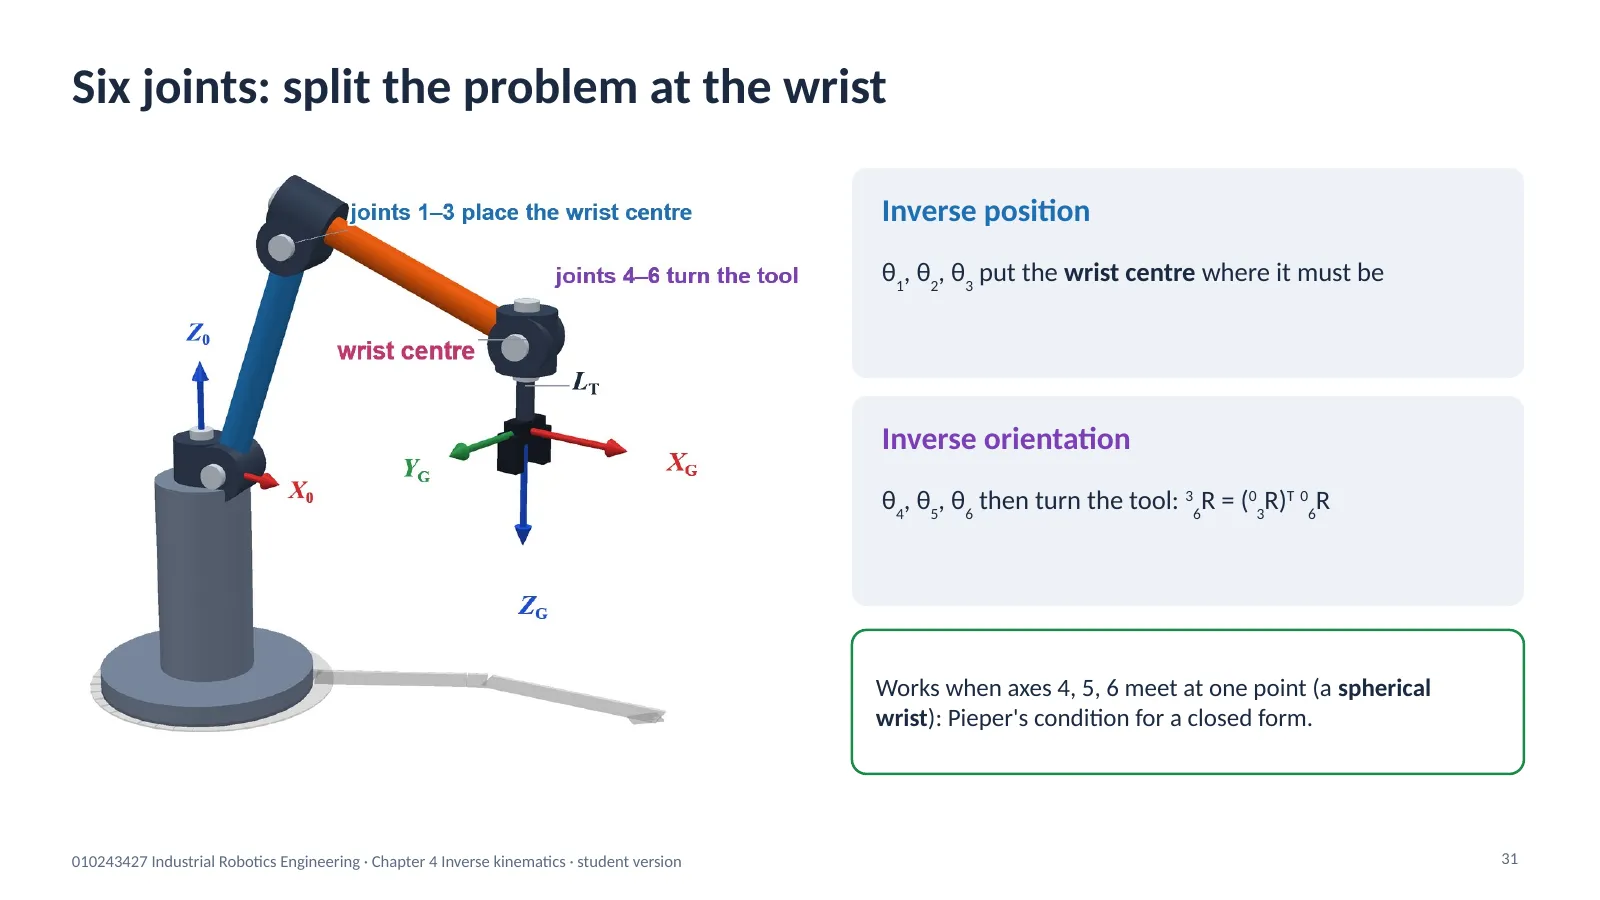 Six joints: split the problem at the wrist
joints 1–3 place the wrist centre
joints 4–6 turn the tool
Z₀
wrist centre
L_T
Y_G
X_G
X₀
Z_G
Inverse position
θ₁, θ₂, θ₃ put the wrist centre where it must be
Inverse orientation
θ₄, θ₅, θ₆ then turn the tool: ³₆R = (⁰₃R)ᵀ ⁰₆R
Works when axes 4, 5, 6 meet at one point (a spherical
wrist): Pieper's condition for a closed form.
010243427 Industrial Robotics Engineering · Chapter 4 Inverse kinematics · student version
31